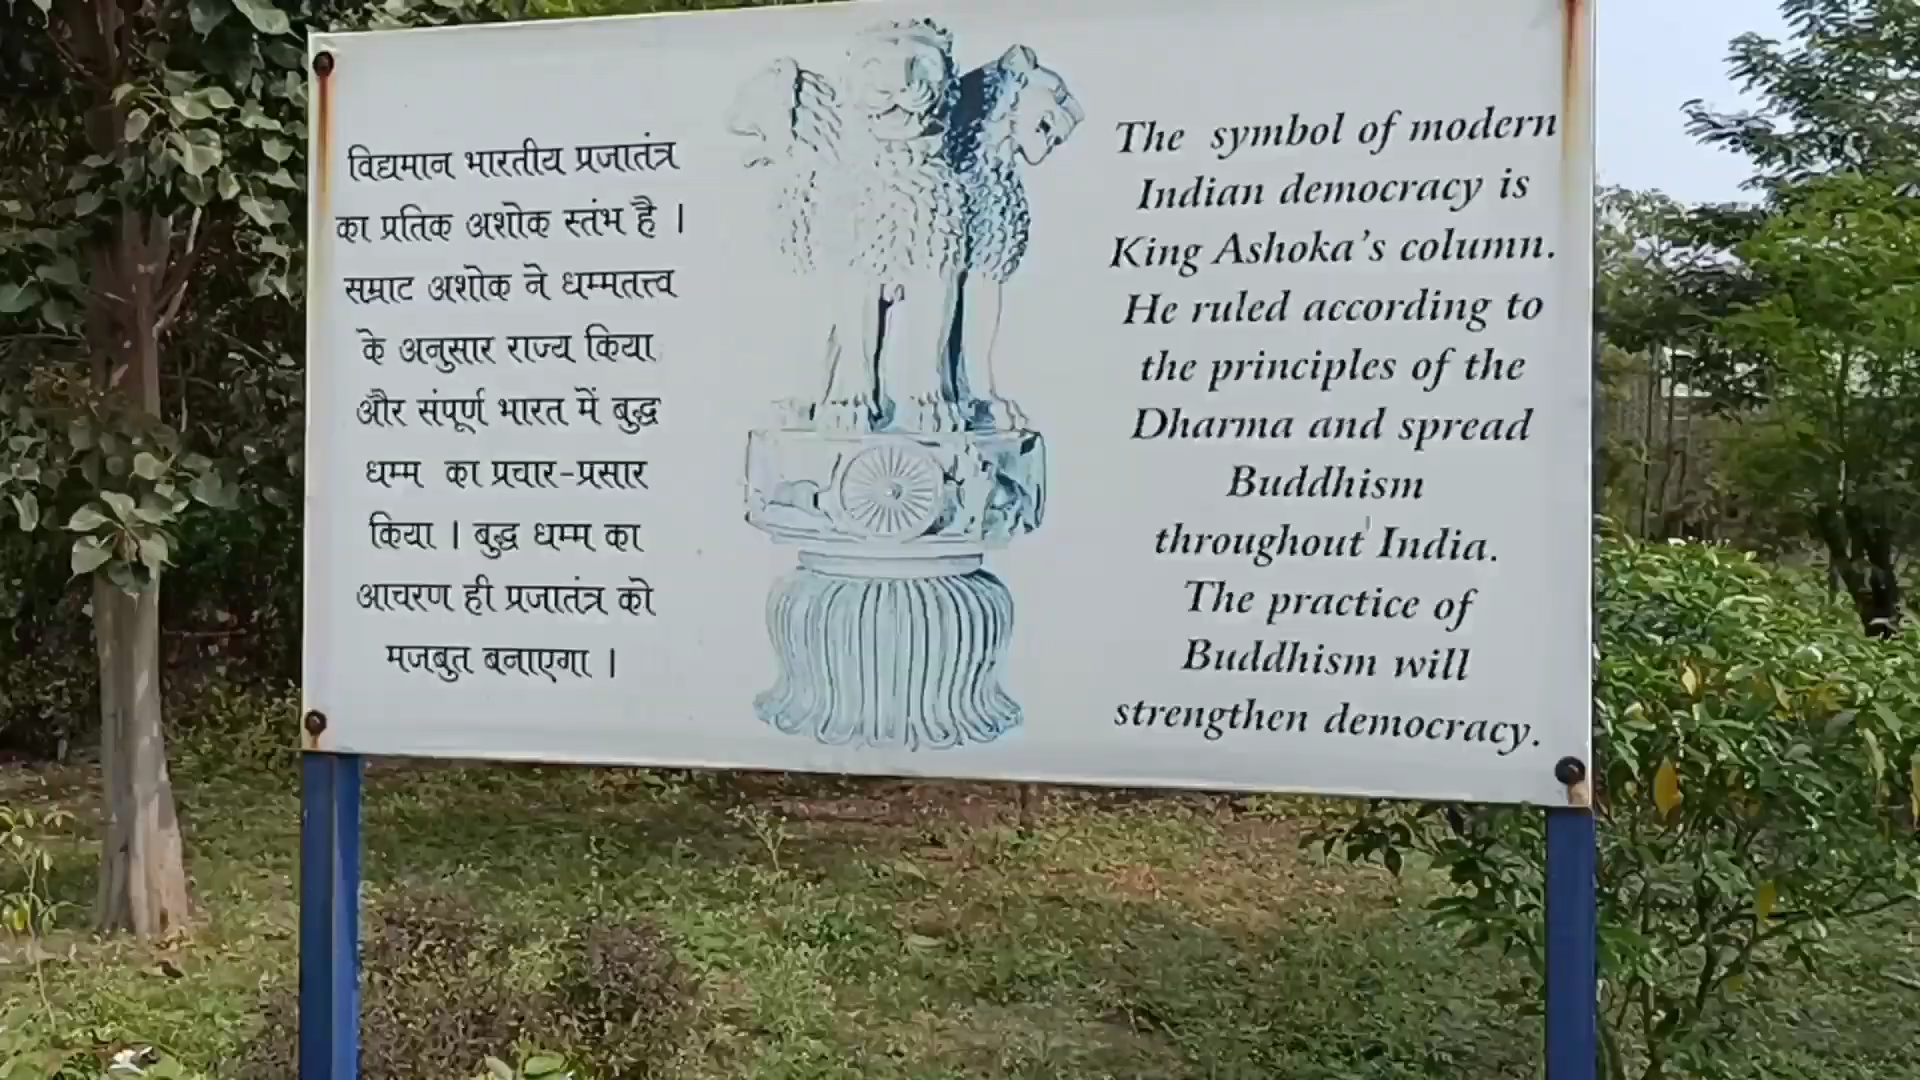 विद्यमान भारतीय प्रजातंत्र
का प्रतिक अशोक स्तंभ है ।
सम्राट अशोक ने धम्मतत्त्व
के अनुसार राज्य किया
और संपूर्ण भारत में बुद्ध
धम्म का प्रचार-प्रसार
किया । बुद्ध धम्म का
आचरण ही प्रजातंत्र को
मजबुत बनाएगा ।
The symbol of modern
Indian democracy is
King Ashoka's column.
He ruled according to
the principles of the
Dharma and spread
Buddhism
throughout India.
The practice of
Buddhism will
strengthen democracy.